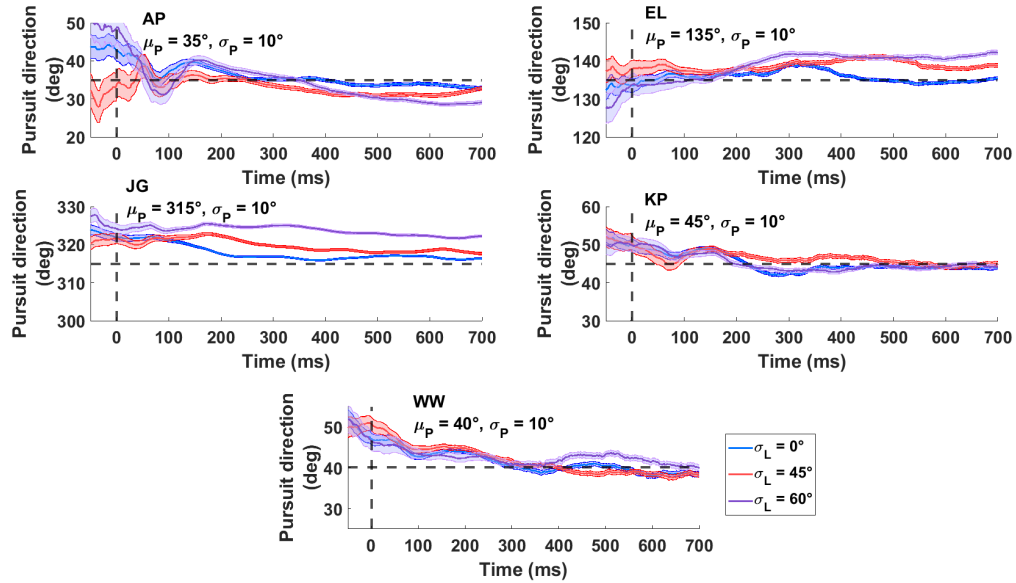 AP
μP = 35°, σP = 10°
Pursuit direction
(deg)
50
40
30
20
0
100
200
300
400
500
600
700
Time (ms)
EL
μP = 135°, σP = 10°
Pursuit direction
(deg)
150
140
130
120
0
100
200
300
400
500
600
700
Time (ms)
JG
μP = 315°, σP = 10°
Pursuit direction
(deg)
330
320
310
300
0
100
200
300
400
500
600
700
Time (ms)
KP
μP = 45°, σP = 10°
Pursuit direction
(deg)
60
50
40
30
0
100
200
300
400
500
600
700
Time (ms)
WW
μP = 40°, σP = 10°
Pursuit direction
(deg)
50
40
30
0
100
200
300
400
500
600
700
Time (ms)
σL = 0°
σL = 45°
σL = 60°